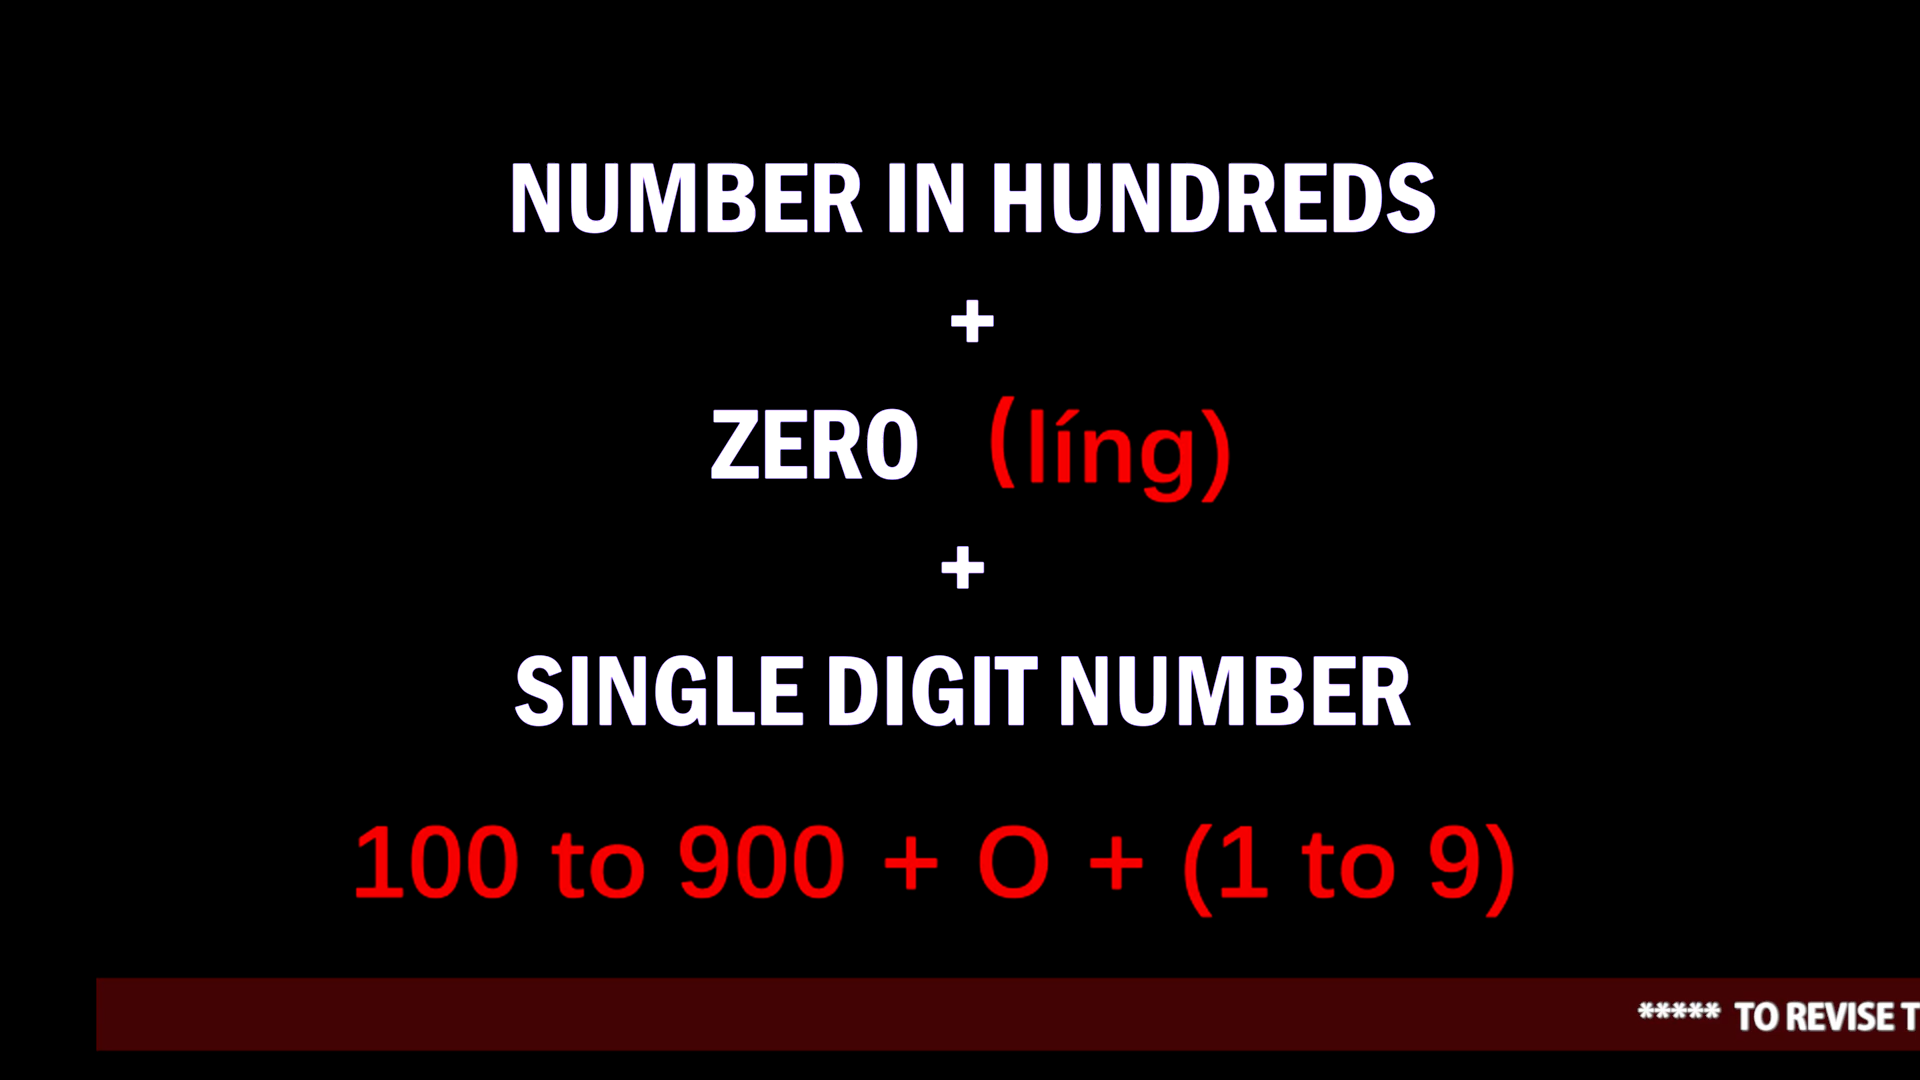 NUMBER IN HUNDREDS
+
ZERO (líng)
+
SINGLE DIGIT NUMBER
100 to 900 + O + (1 to 9)
***** TO REVISE